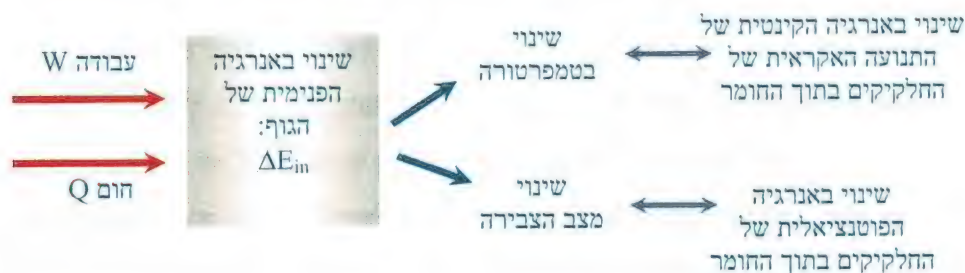 עבודה W
חום Q
שינוי באנרגיה
הפנימית של
הגוף:
ΔE_in
שינוי
בטמפרטורה
שינוי באנרגיה הקינטית של
התנועה האקראית של
החלקיקים בתוך החומר
שינוי
מצב הצבירה
שינוי באנרגיה
הפוטנציאלית של
החלקיקים בתוך החומר